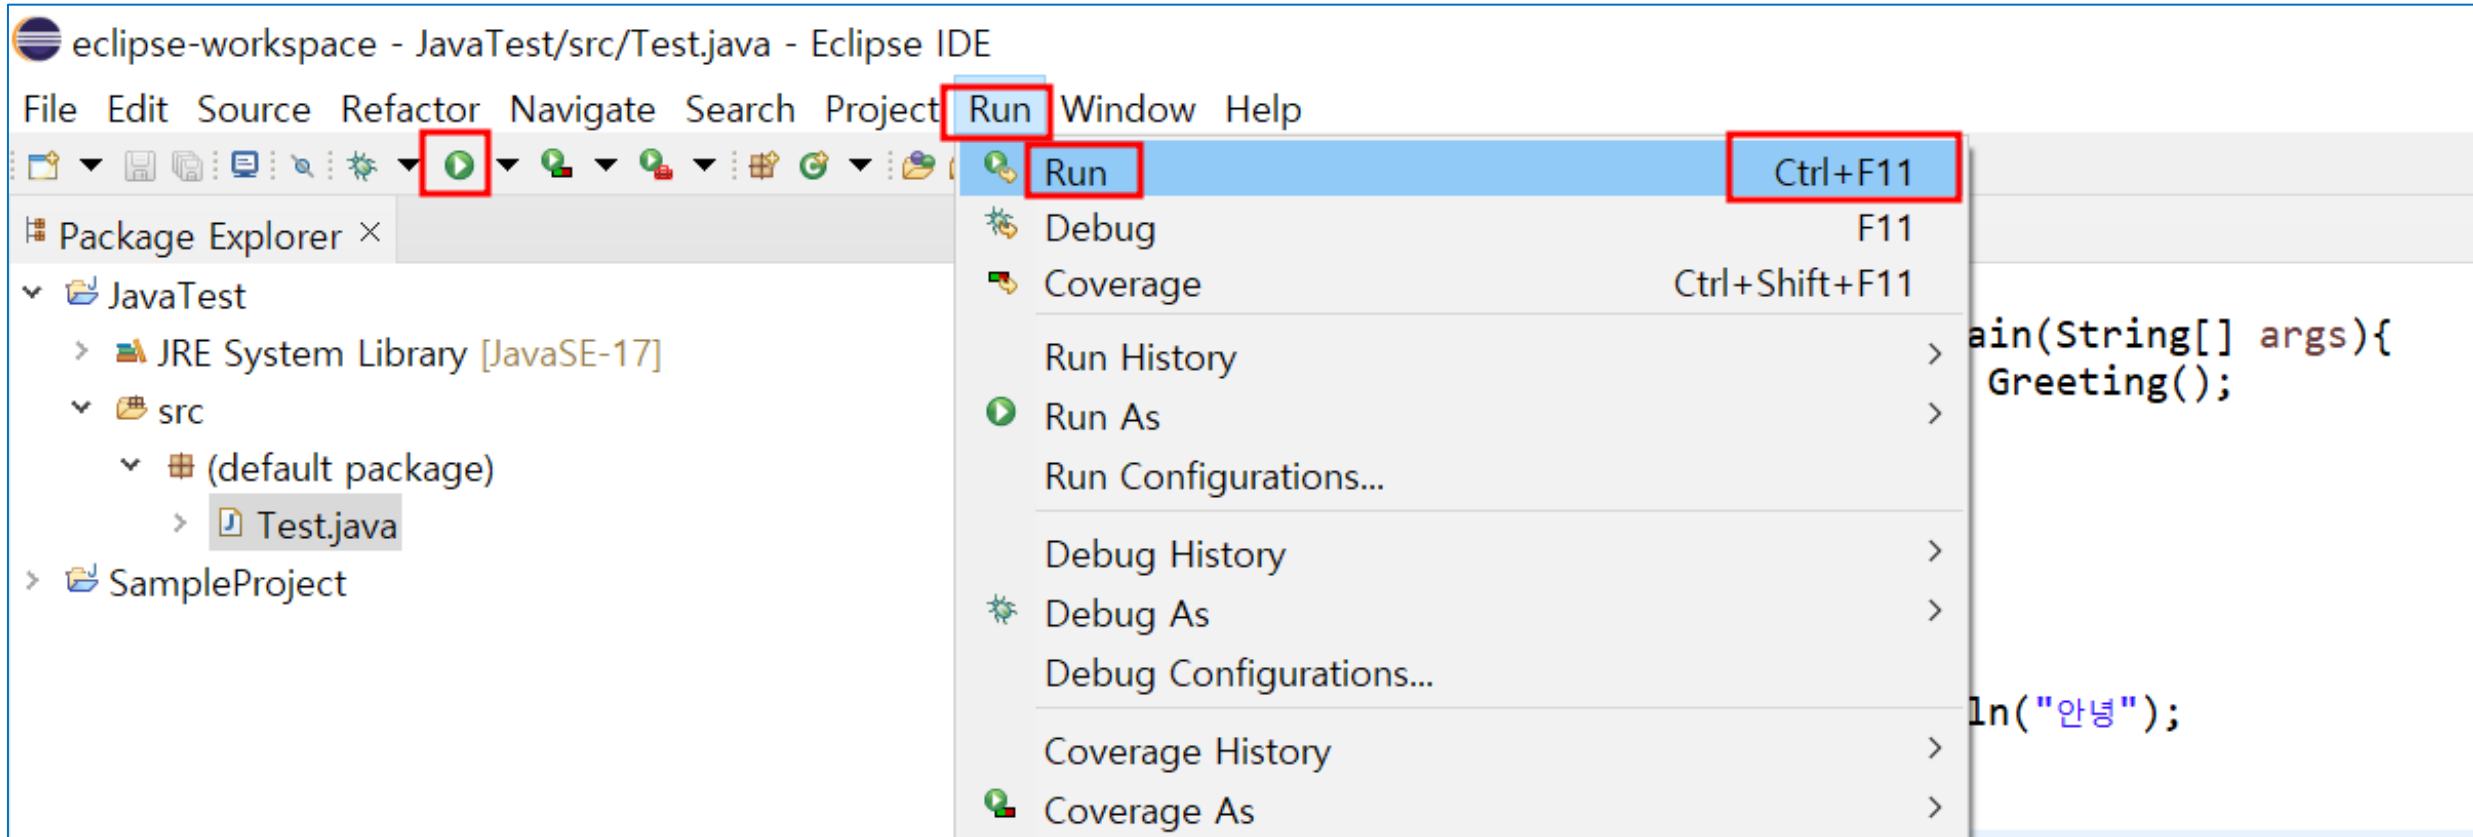 eclipse-workspace - JavaTest/src/Test.java - Eclipse IDE
File Edit Source Refactor Navigate Search Project Run Window Help
Package Explorer
JavaTest
JRE System Library [JavaSE-17]
src
(default package)
Test.java
SampleProject
Run Ctrl+F11
Debug F11
Coverage Ctrl+Shift+F11
Run History
Run As
Run Configurations...
Debug History
Debug As
Debug Configurations...
Coverage History
Coverage As
ain(String[] args){
Greeting();
ln("안녕");